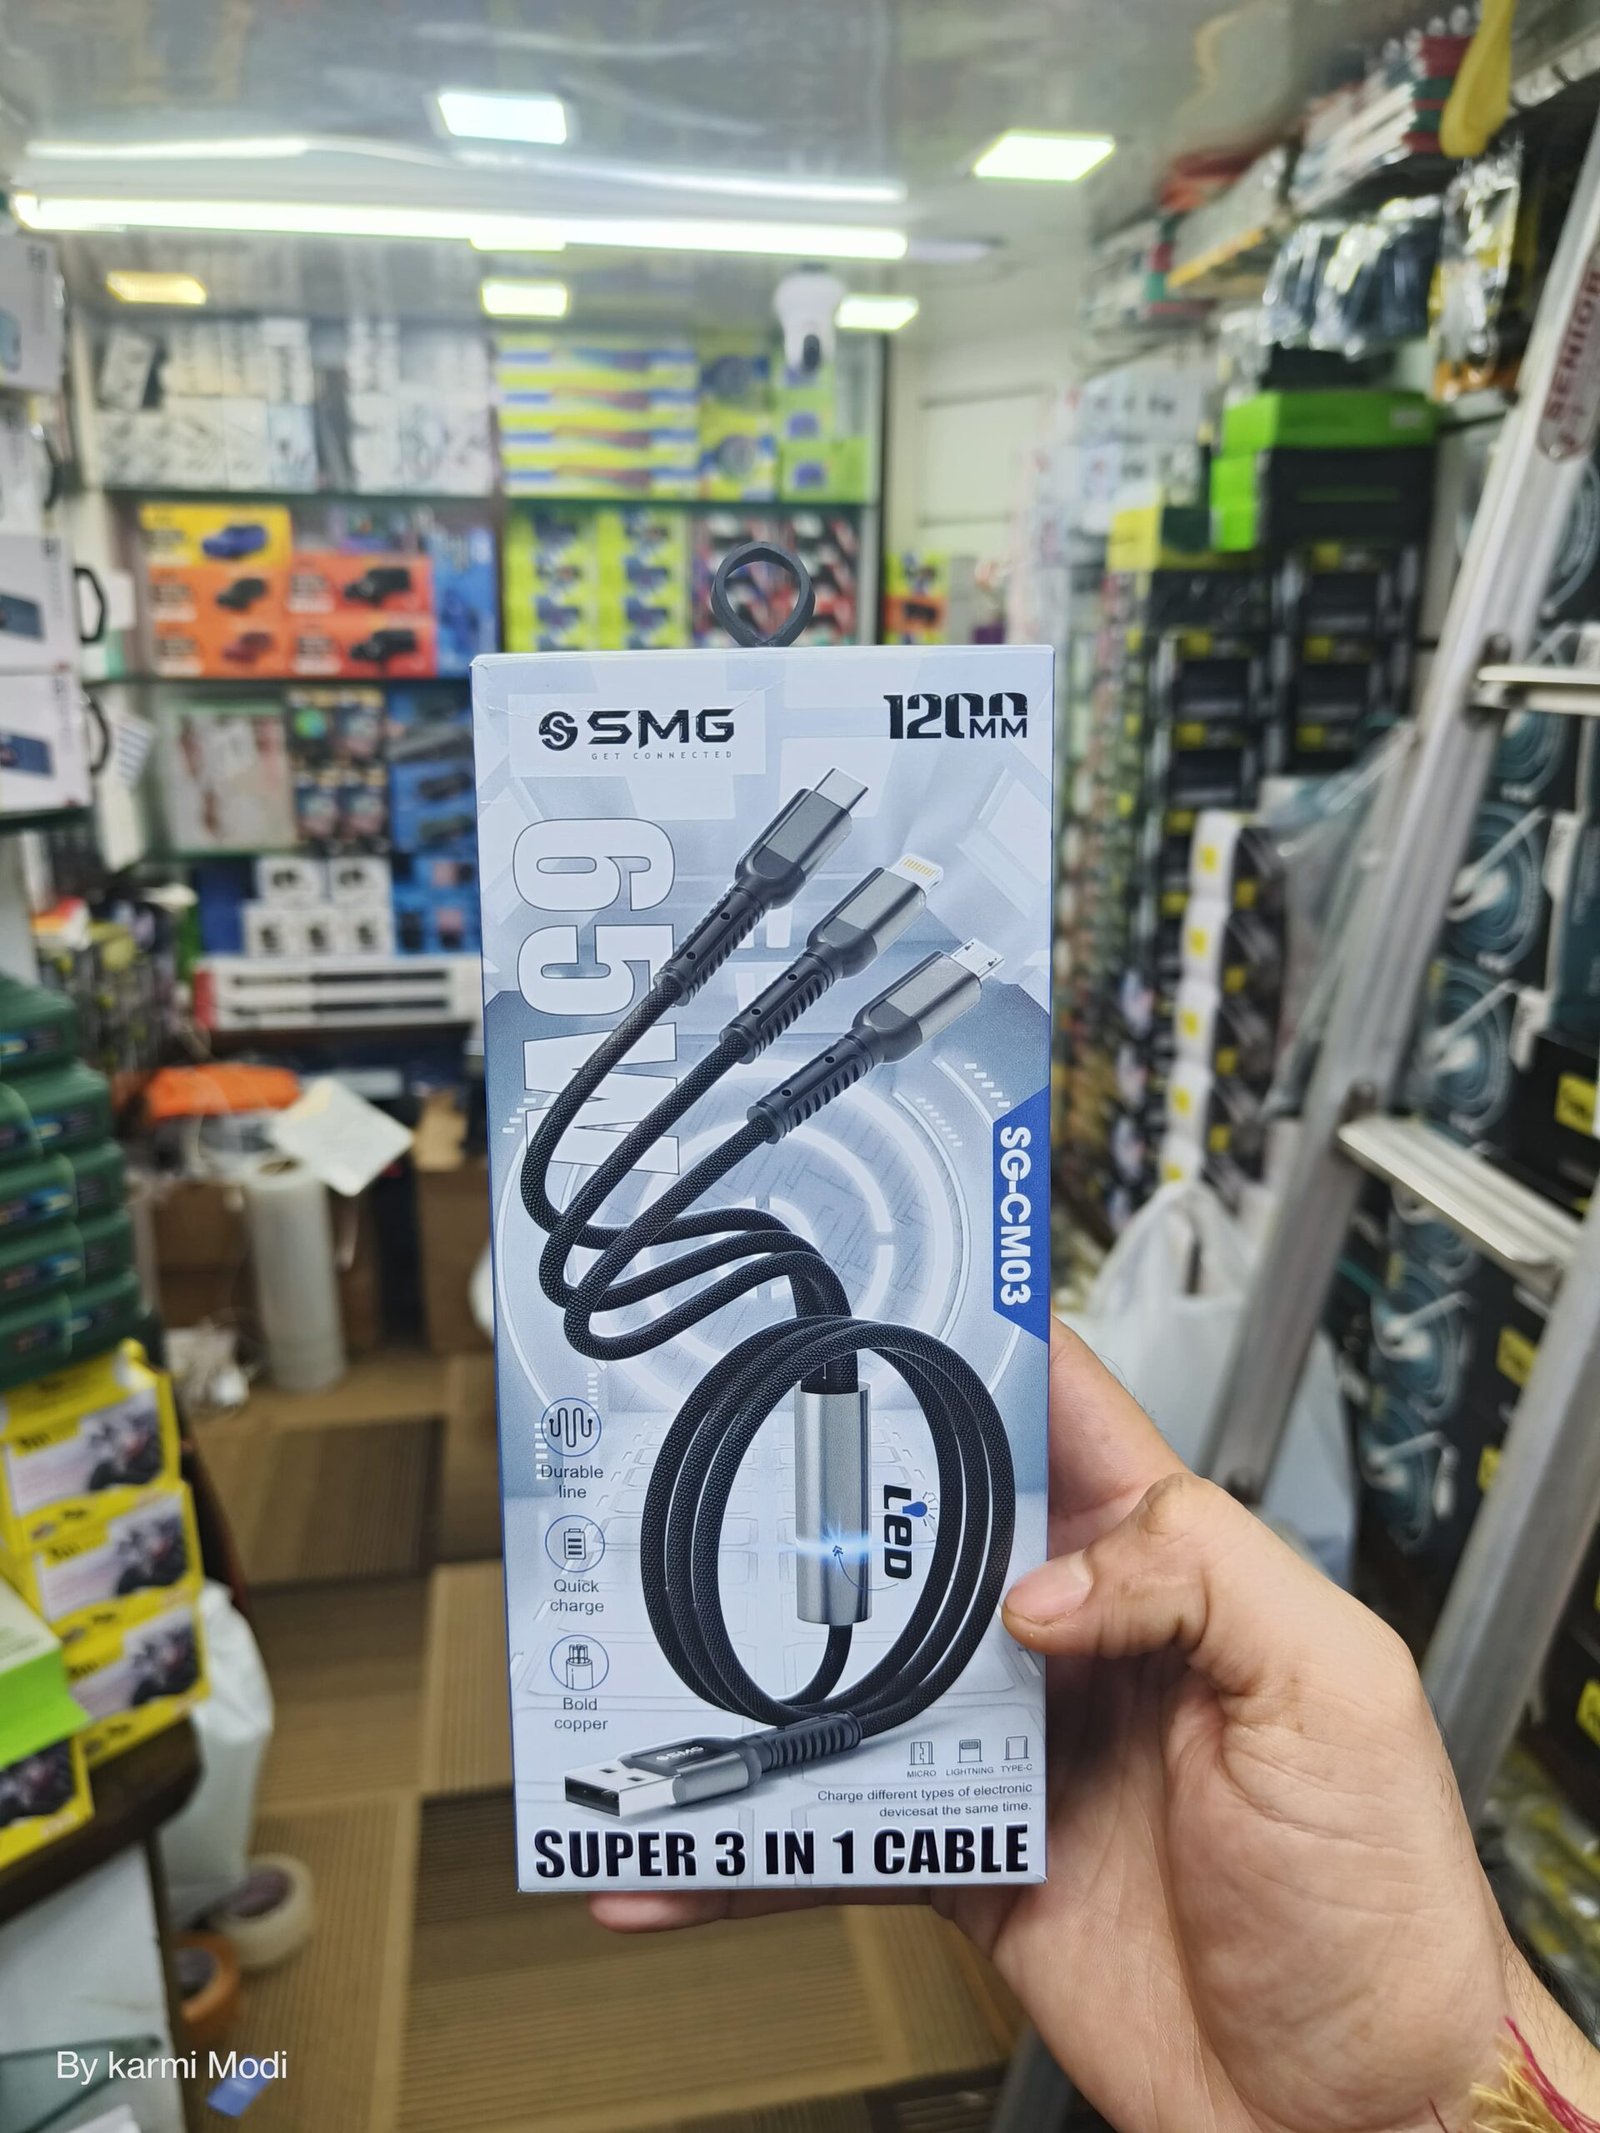 SMG
GET CONNECTED
1200MM
65W
SG-CM03
Durable
line
Quick
charge
Bold
copper
LED
SMG
MICRO LIGHTNING TYPE-C
Charge different types of electronic
devicesat the same time.
SUPER 3 IN 1 CABLE
SENIOR
By karmi Modi